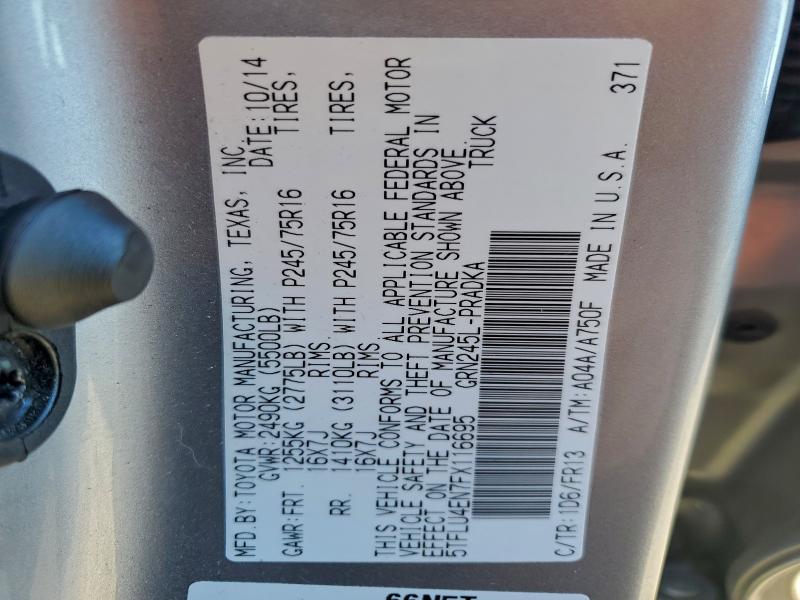 MFD.BY:TOYOTA MOTOR MANUFACTURING, TEXAS, INC.
GVWR:2490KG (5500LB) DATE:10/14
GAWR:FRT. 1255KG (2775LB) WITH P245/75R16 TIRES,
16X7J RIMS.
RR. 1410KG (3110LB) WITH P245/75R16 TIRES,
16X7J RIMS.
THIS VEHICLE CONFORMS TO ALL APPLICABLE FEDERAL MOTOR
VEHICLE SAFETY AND THEFT PREVENTION STANDARDS IN
EFFECT ON THE DATE OF MANUFACTURE SHOWN ABOVE.
5TFLU4EN7FX116695 GRN245L-PRADKA TRUCK
C/TR:1D6/FR13 A/TM:A04A/A750F MADE IN U.S.A. 371